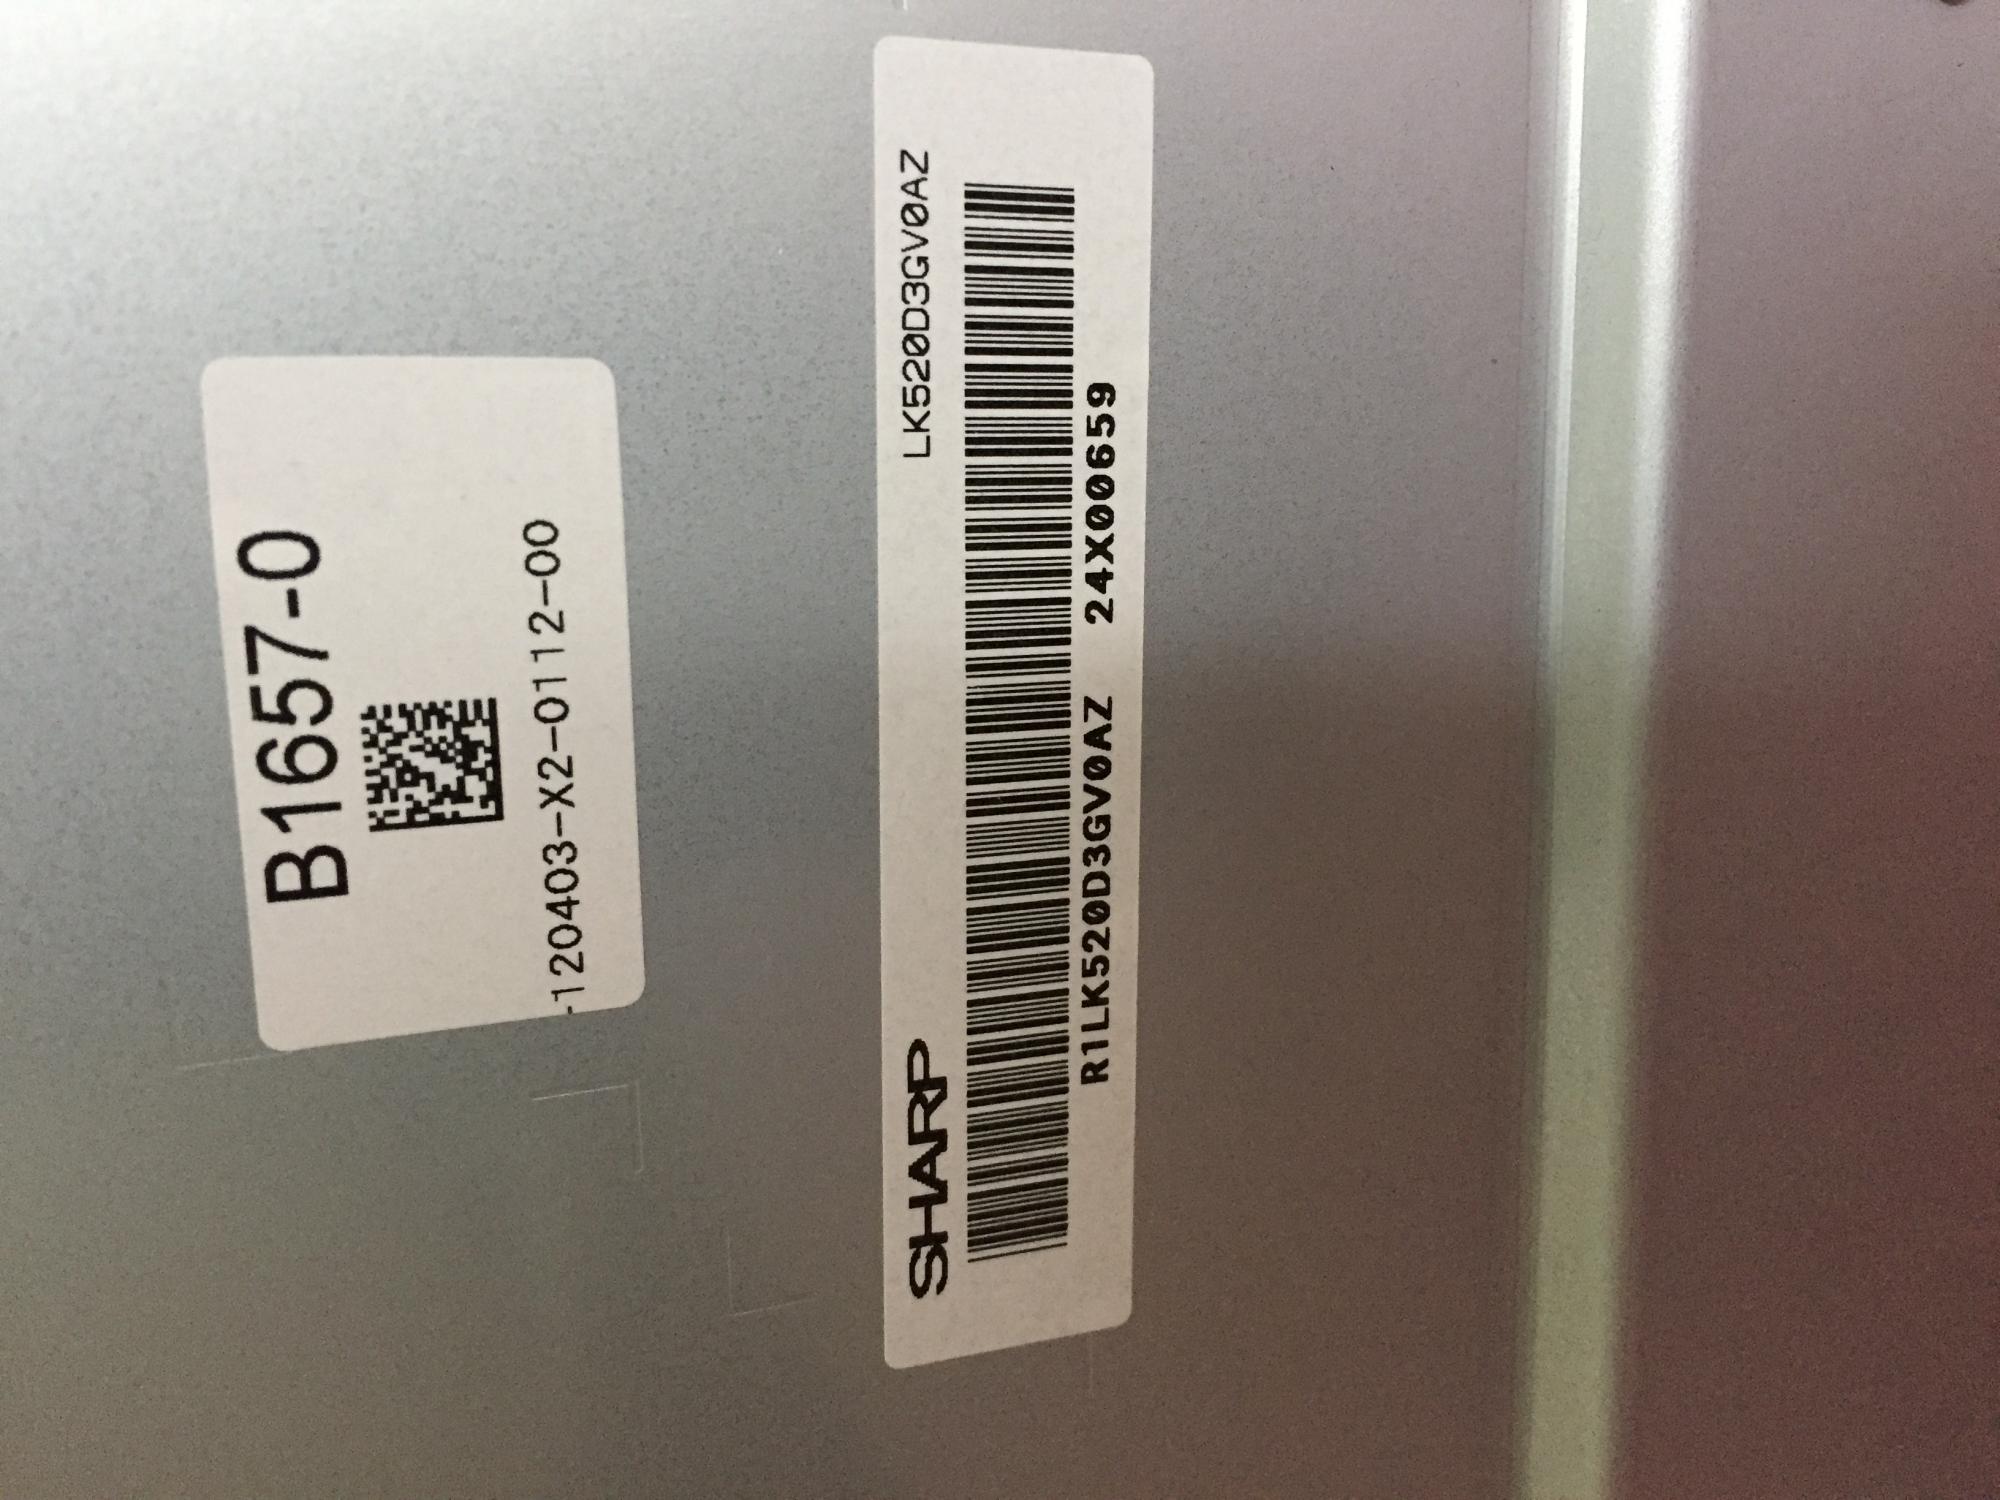 B1657-0
-120403-X2-0112-00
SHARP LK520D3GV0AZ
R1LK520D3GV0AZ 24X00659